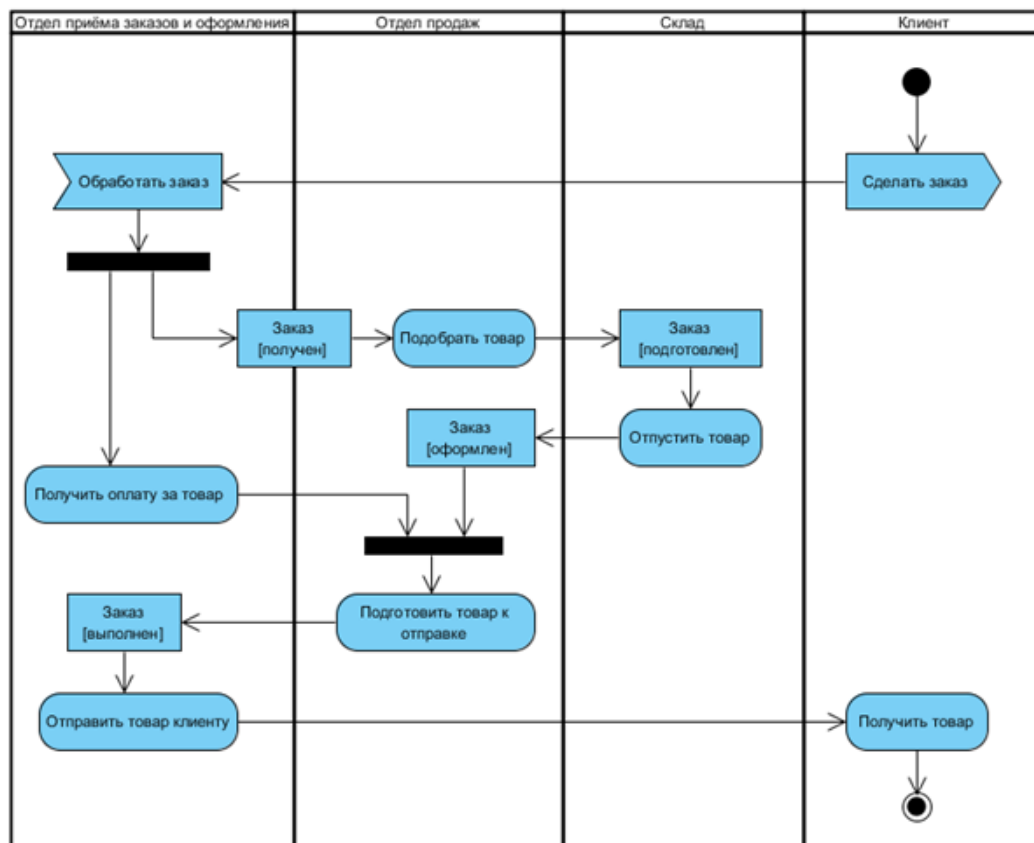 Отдел приёма заказов и оформления
Отдел продаж
Склад
Клиент
Обработать заказ
Сделать заказ
Заказ
[получен]
Подобрать товар
Заказ
[подготовлен]
Заказ
[оформлен]
Отпустить товар
Получить оплату за товар
Заказ
[выполнен]
Подготовить товар к
отправке
Отправить товар клиенту
Получить товар